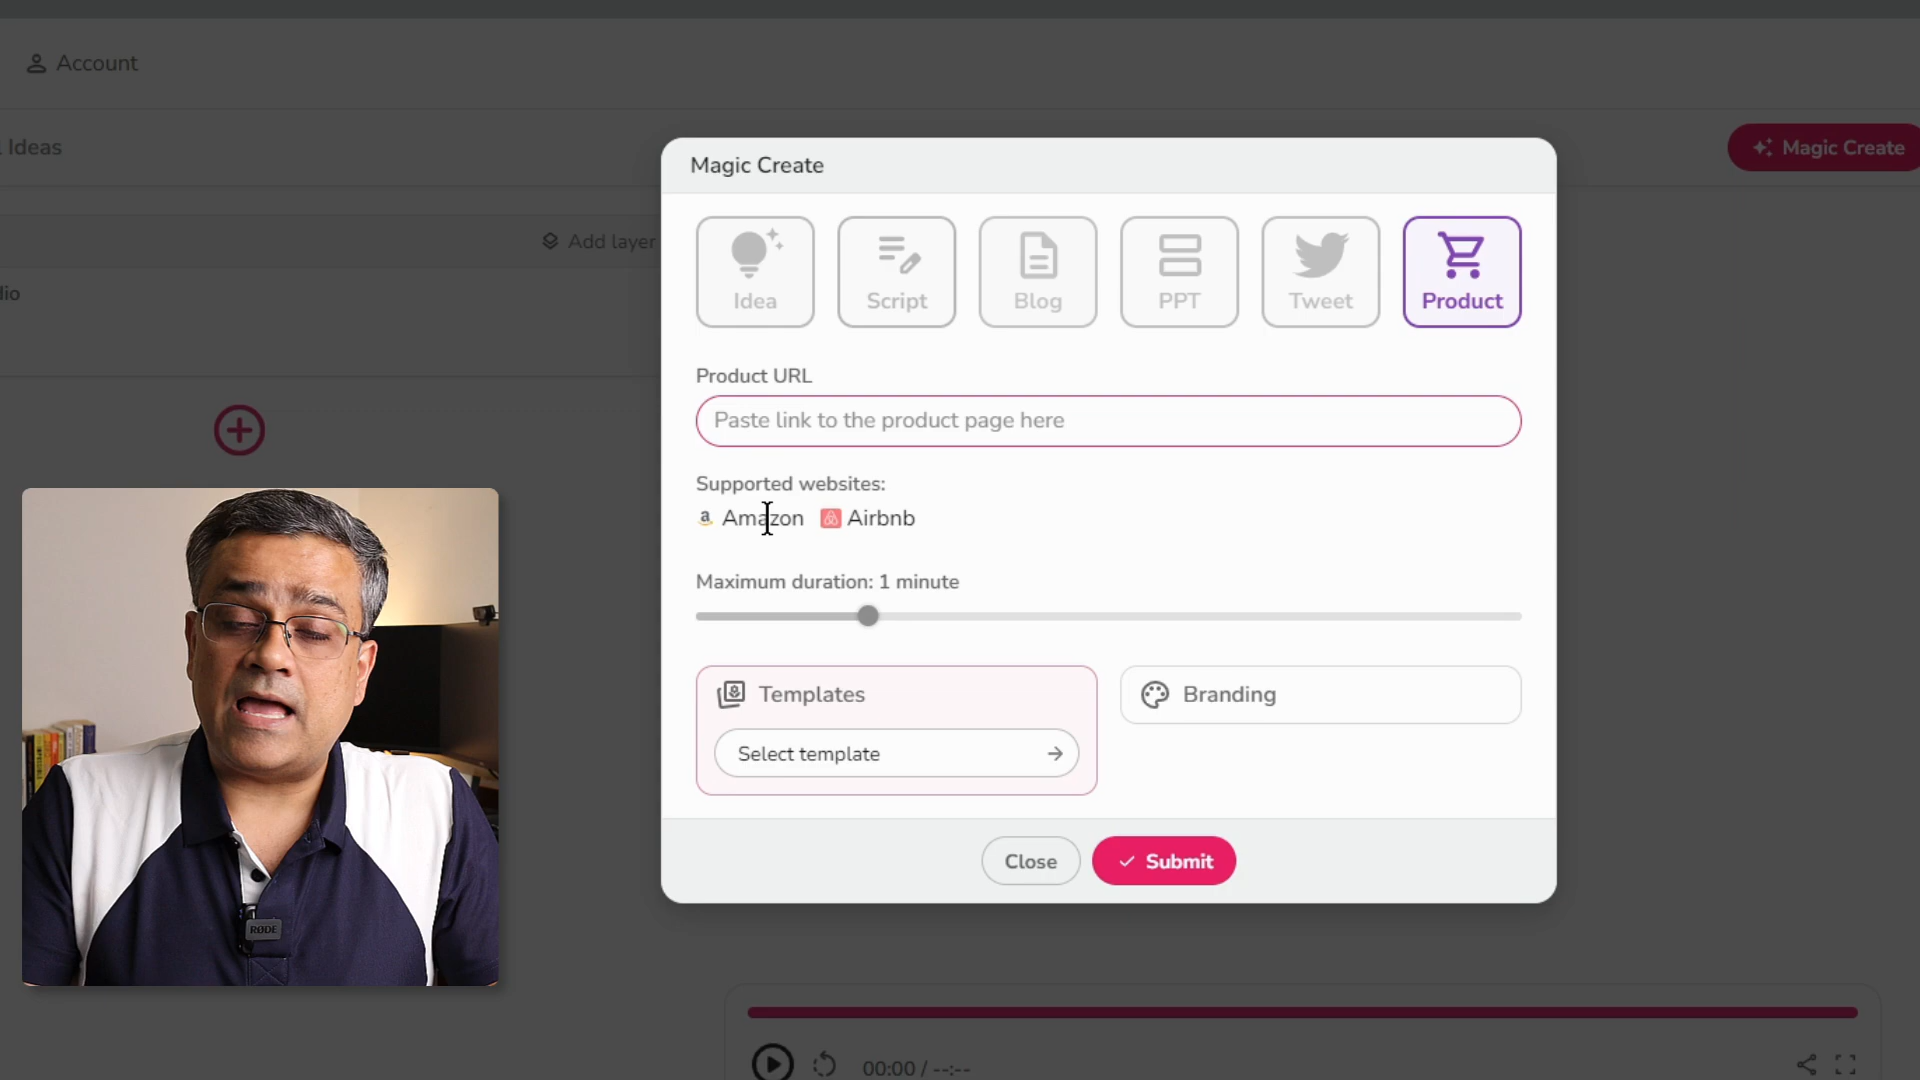 Account
Ideas
Magic Create
Magic Create
Add layer
dio
Idea
Script
Blog
PPT
Tweet
Product
Product URL
Paste link to the product page here
Supported websites:
Amazon Airbnb
Maximum duration: 1 minute
Templates
Branding
Select template
Close
Submit
RØDE
00:00 / --:--